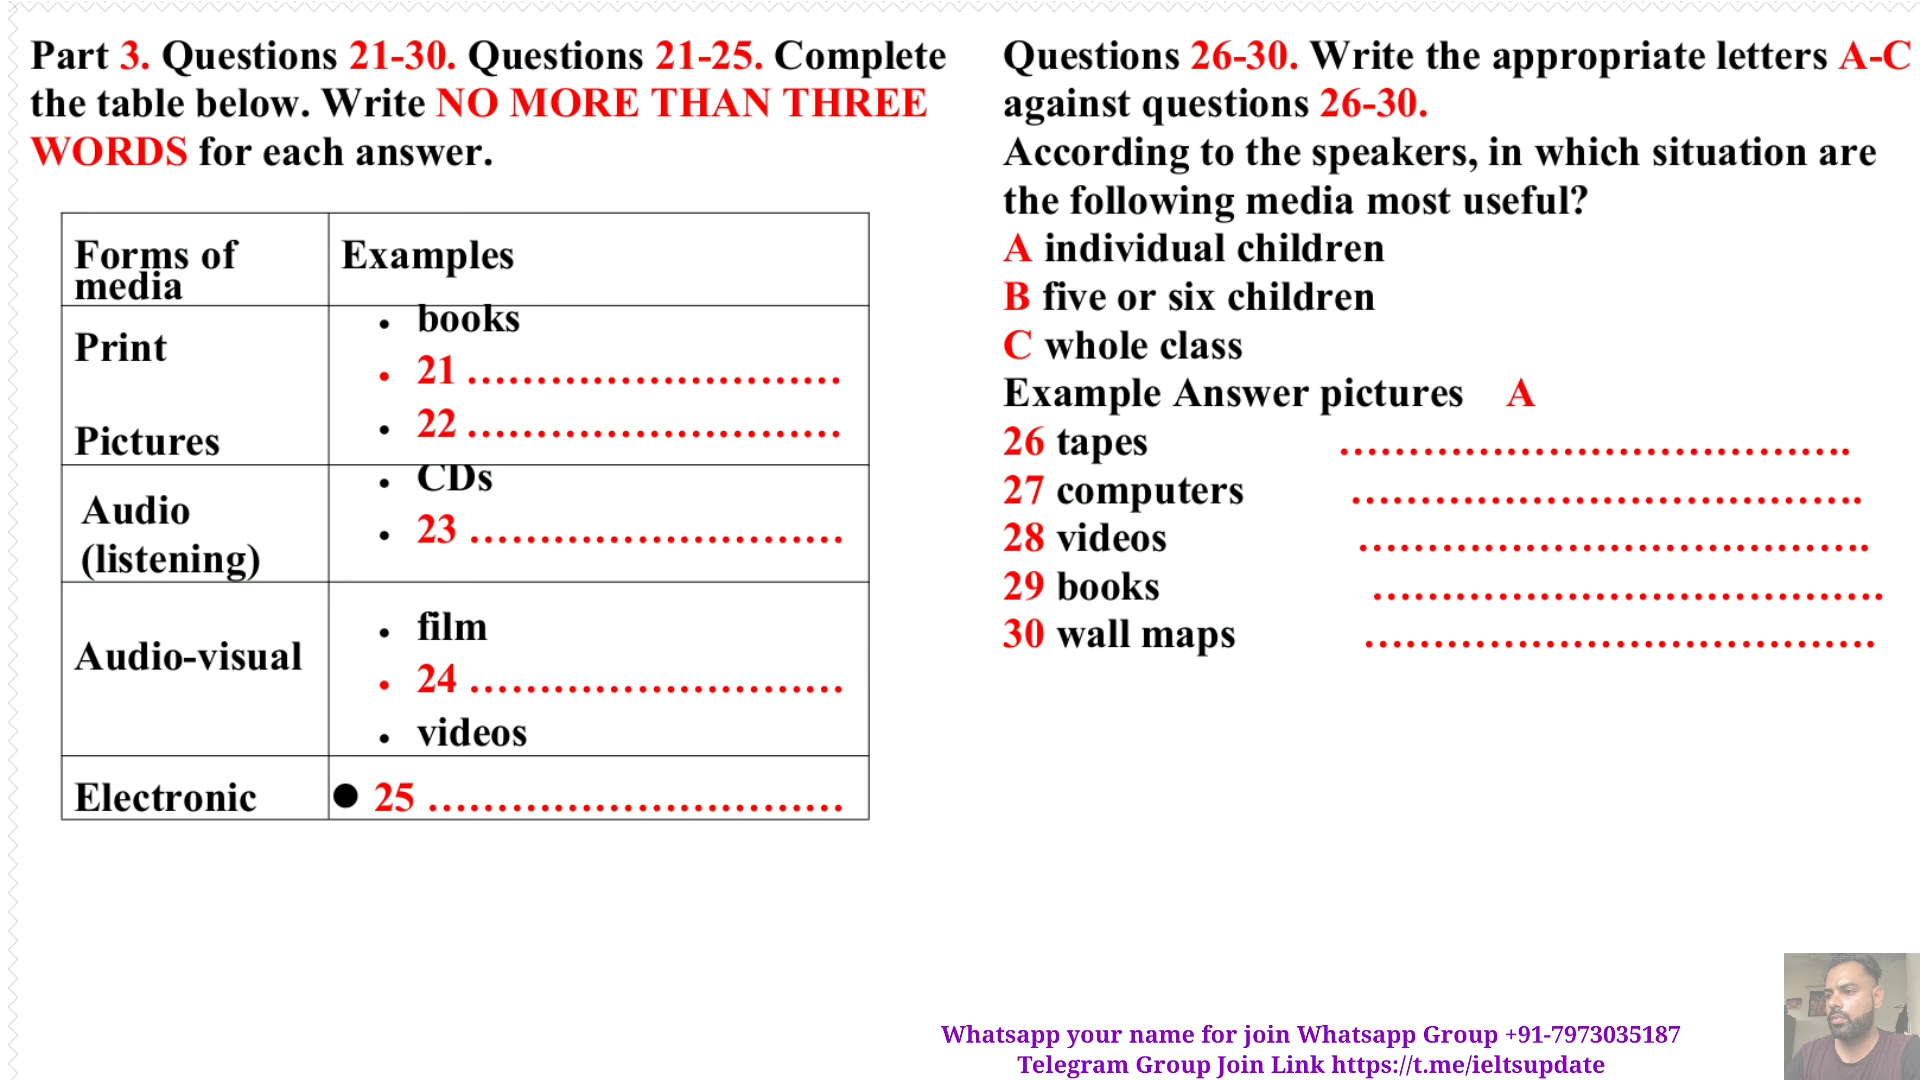 Part 3. Questions 21-30. Questions 21-25. Complete
the table below. Write NO MORE THAN THREE
WORDS for each answer.
Forms of
media
Examples
Print
Pictures
• books
• 21 ………………………
• 22 ………………………
Audio
(listening)
• CDs
• 23 ………………………
Audio-visual
• film
• 24 ………………………
• videos
Electronic
● 25 …………………………
Questions 26-30. Write the appropriate letters A-C
against questions 26-30.
According to the speakers, in which situation are
the following media most useful?
A individual children
B five or six children
C whole class
Example Answer pictures A
26 tapes ……………………………….
27 computers ……………………………….
28 videos ……………………………….
29 books ……………………………….
30 wall maps ……………………………….
Whatsapp your name for join Whatsapp Group +91-7973035187
Telegram Group Join Link https://t.me/ieltsupdate